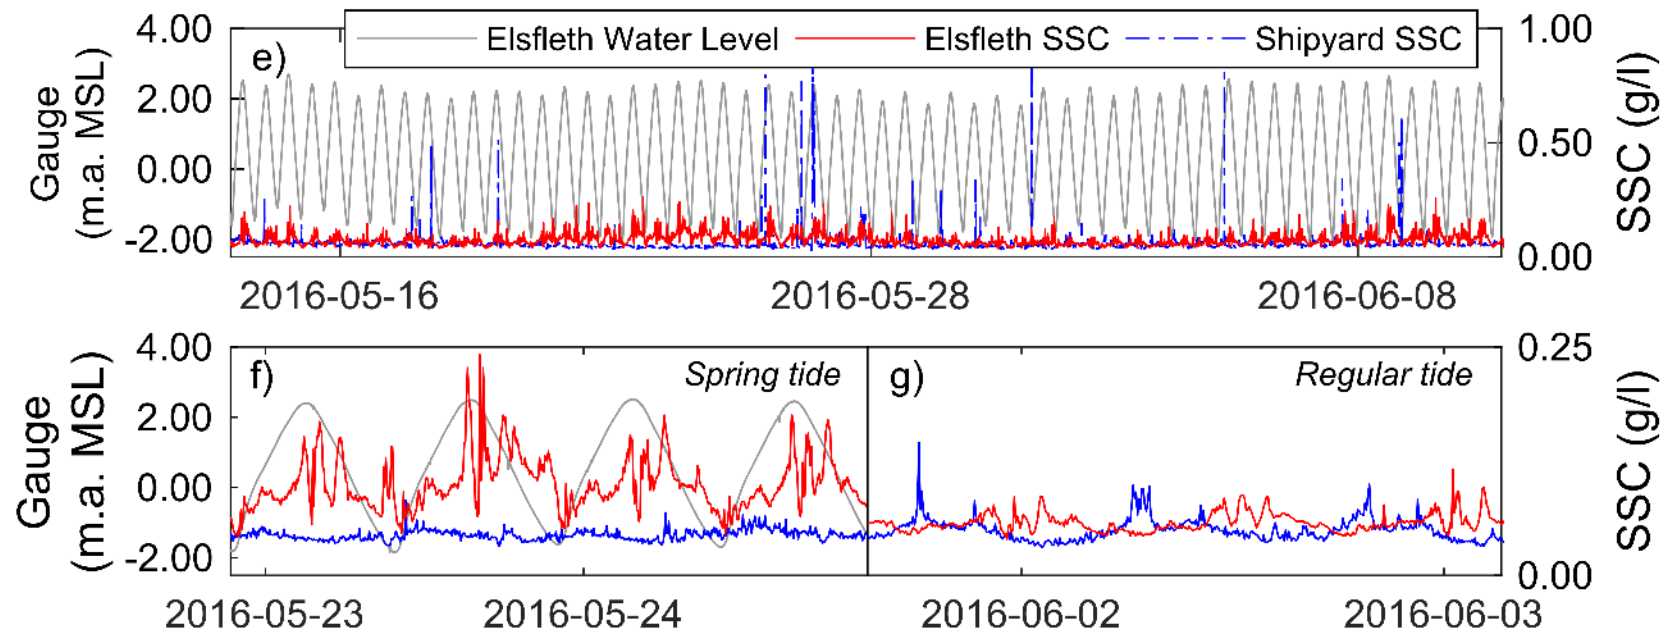 Elsfleth Water Level Elsfleth SSC Shipyard SSC
e)
Gauge
(m.a. MSL)
4.00
2.00
0.00
-2.00
1.00
0.50
0.00
SSC (g/l)
2016-05-16 2016-05-28 2016-06-08
f) Spring tide
g) Regular tide
Gauge
(m.a. MSL)
4.00
2.00
0.00
-2.00
0.25
0.00
SSC (g/l)
2016-05-23 2016-05-24 2016-06-02 2016-06-03